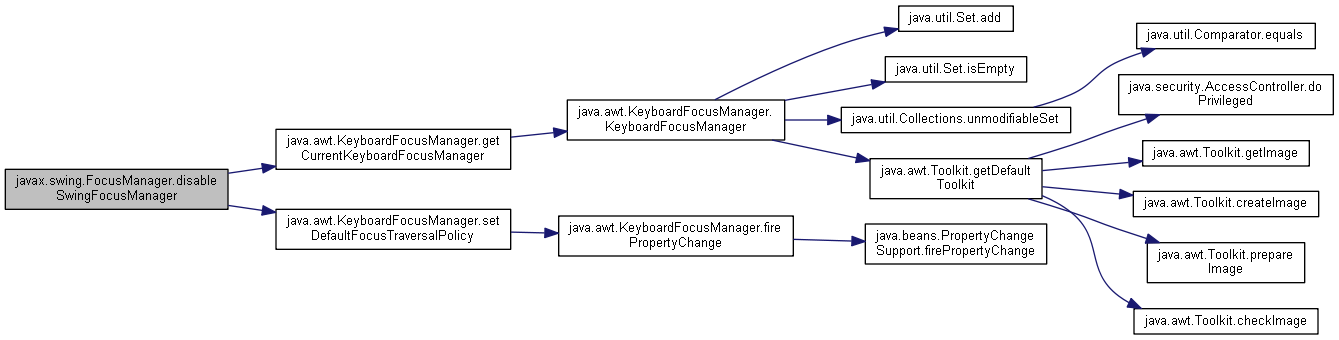 javax.swing.FocusManager.disable
SwingFocusManager
java.awt.KeyboardFocusManager.get
CurrentKeyboardFocusManager
java.awt.KeyboardFocusManager.set
DefaultFocusTraversalPolicy
java.awt.KeyboardFocusManager.
KeyboardFocusManager
java.awt.KeyboardFocusManager.fire
PropertyChange
java.util.Set.add
java.util.Set.isEmpty
java.util.Collections.unmodifiableSet
java.awt.Toolkit.getDefault
Toolkit
java.beans.PropertyChange
Support.firePropertyChange
java.util.Comparator.equals
java.security.AccessController.do
Privileged
java.awt.Toolkit.getImage
java.awt.Toolkit.createImage
java.awt.Toolkit.prepare
Image
java.awt.Toolkit.checkImage